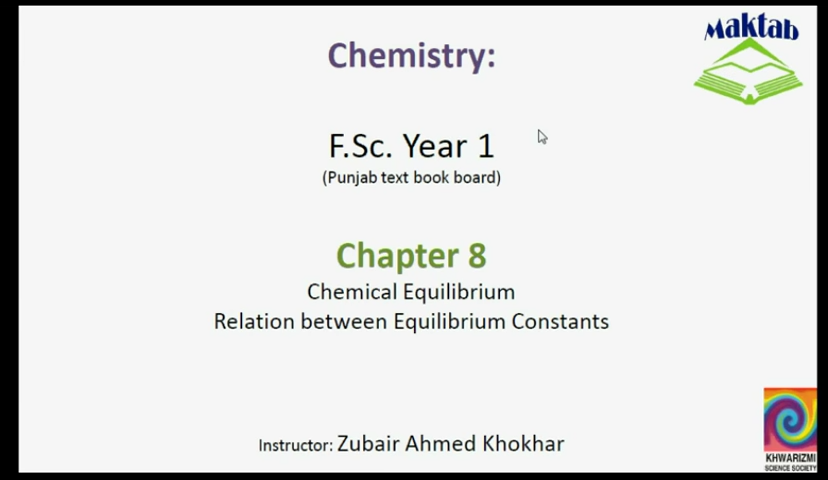 Maktab
Chemistry:
F.Sc. Year 1
(Punjab text book board)
Chapter 8
Chemical Equilibrium
Relation between Equilibrium Constants
Instructor: Zubair Ahmed Khokhar
KHWARIZMI
SCIENCE SOCIETY